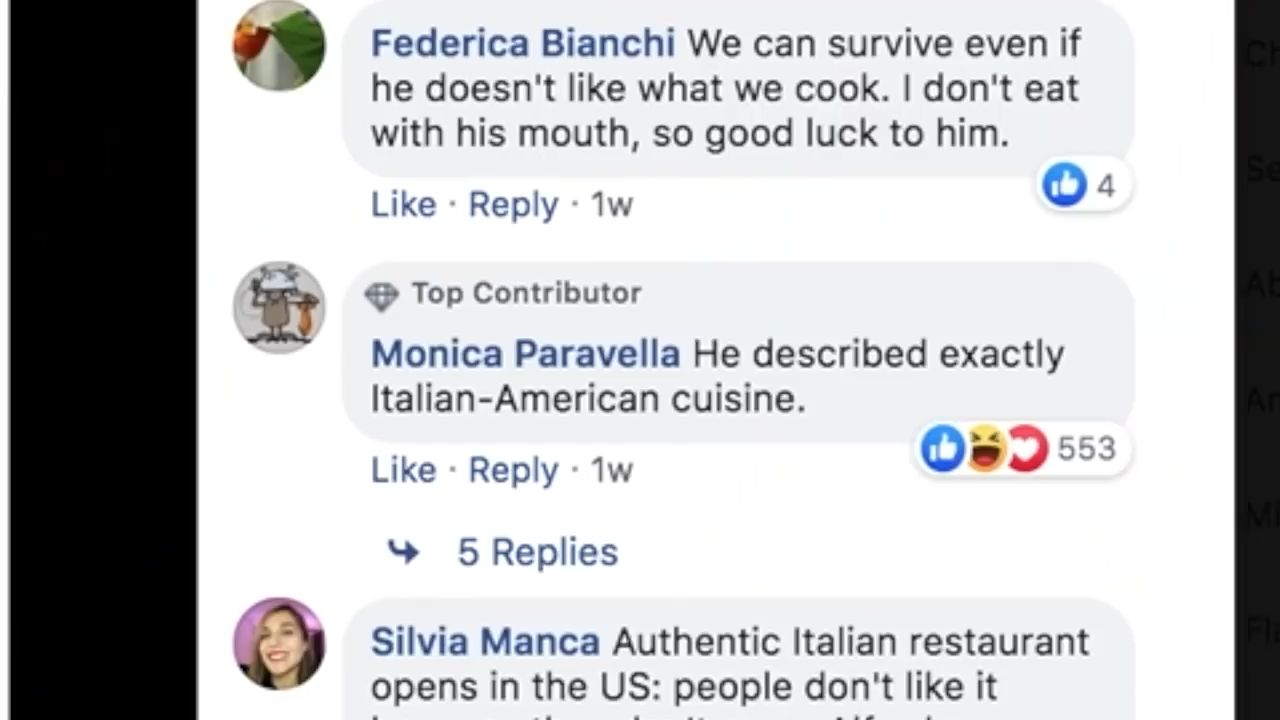 Federica Bianchi We can survive even if
he doesn't like what we cook. I don't eat
with his mouth, so good luck to him.
4
Like · Reply · 1w
Top Contributor
Monica Paravella He described exactly
Italian-American cuisine.
553
Like · Reply · 1w
5 Replies
Silvia Manca Authentic Italian restaurant
opens in the US: people don't like it